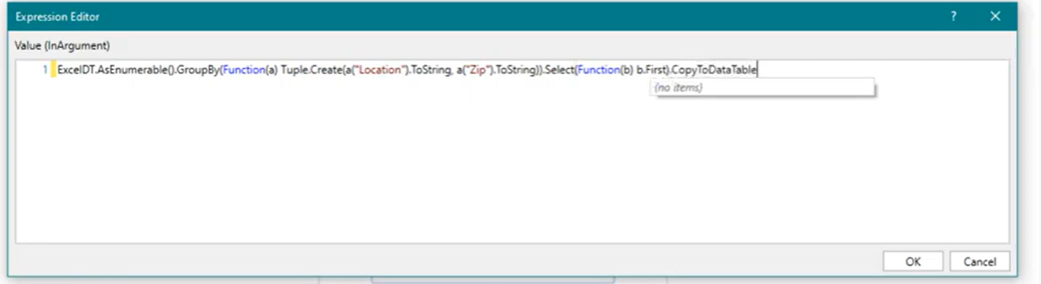 Expression Editor
? ×
Value (InArgument)
1 ExcelDT.AsEnumerable().GroupBy(Function(a) Tuple.Create(a("Location").ToString, a("Zip").ToString)).Select(Function(b) b.First).CopyToDataTable
(no items)
OK Cancel